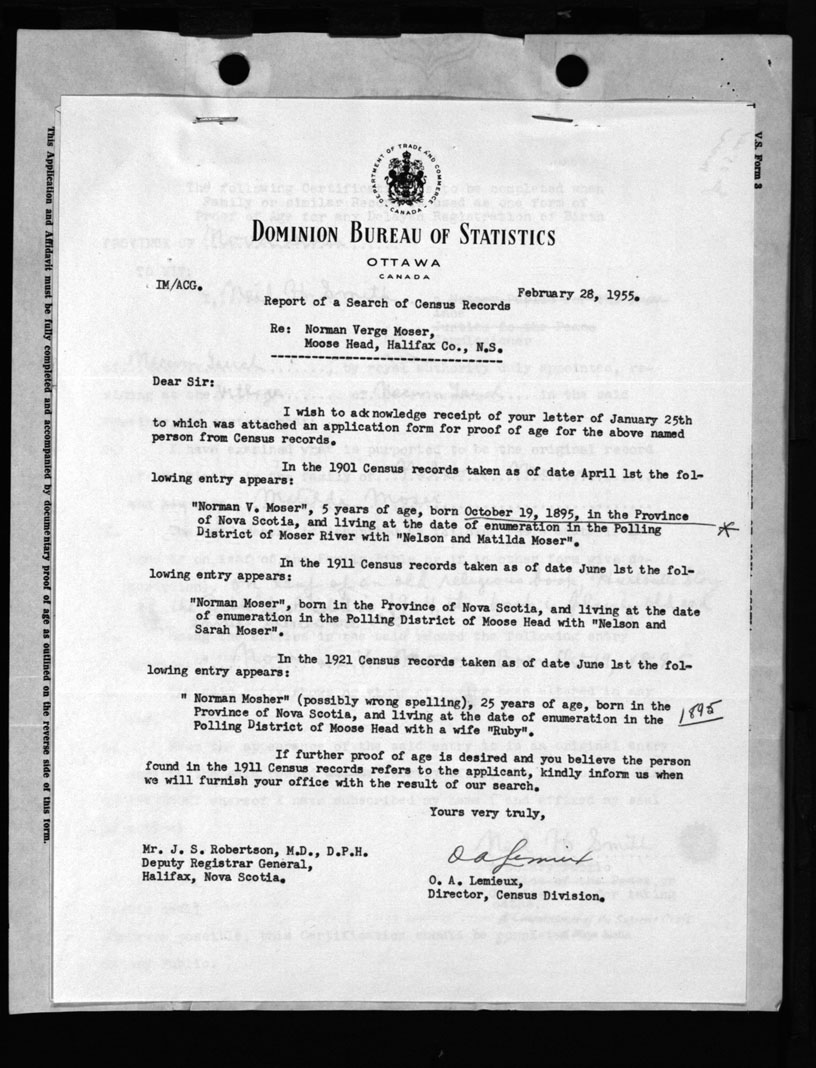 DEPARTMENT OF TRADE AND COMMERCE
CANADA
DOMINION BUREAU OF STATISTICS
OTTAWA
CANADA
IM/ACG.
February 28, 1955.
Report of a Search of Census Records
Re: Norman Verge Moser,
Moose Head, Halifax Co., N.S.
Dear Sir:
I wish to acknowledge receipt of your letter of January 25th
to which was attached an application form for proof of age for the above named
person from Census records.
In the 1901 Census records taken as of date April 1st the fol-
lowing entry appears:
"Norman V. Moser", 5 years of age, born October 19, 1895, in the Province
of Nova Scotia, and living at the date of enumeration in the Polling
District of Moser River with "Nelson and Matilda Moser".
In the 1911 Census records taken as of date June 1st the fol-
lowing entry appears:
"Norman Moser", born in the Province of Nova Scotia, and living at the date
of enumeration in the Polling District of Moose Head with "Nelson and
Sarah Moser".
In the 1921 Census records taken as of date June 1st the fol-
lowing entry appears:
" Norman Mosher" (possibly wrong spelling), 25 years of age, born in the
Province of Nova Scotia, and living at the date of enumeration in the
Polling District of Moose Head with a wife "Ruby".
1895
If further proof of age is desired and you believe the person
found in the 1911 Census records refers to the applicant, kindly inform us when
we will furnish your office with the result of our search.
Yours very truly,
O A Lemieux
Mr. J. S. Robertson, M.D., D.P.H.
Deputy Registrar General,
Halifax, Nova Scotia.
O. A. Lemieux,
Director, Census Division.
This Application and Affidavit must be fully completed and accompanied by documentary proof of age as outlined on the reverse side of this form.
V.S. Form 3